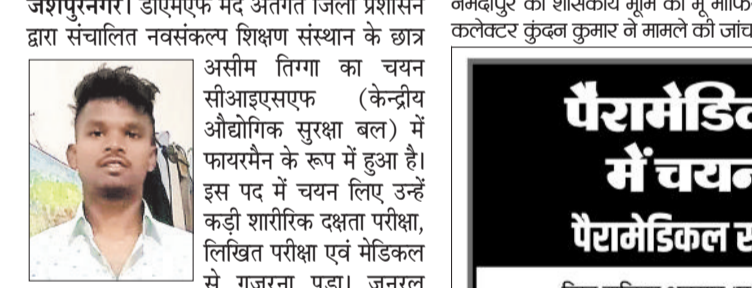 जशपुरनगर। डीएमएफ मद अंतर्गत जिला प्रशासन
द्वारा संचालित नवसंकल्प शिक्षण संस्थान के छात्र
असीम तिग्गा का चयन
सीआइएसएफ (केन्द्रीय
औद्योगिक सुरक्षा बल) में
फायरमैन के रूप में हुआ है।
इस पद में चयन लिए उन्हें
कड़ी शारीरिक दक्षता परीक्षा,
लिखित परीक्षा एवं मेडिकल
से गुजरना पड़ा। जनरल
नर्मदापुर की शासकीय भूमि को भू
कलेक्टर कुंदन कुमार ने मामले की जांच
में चयन
पैरामेडिकल